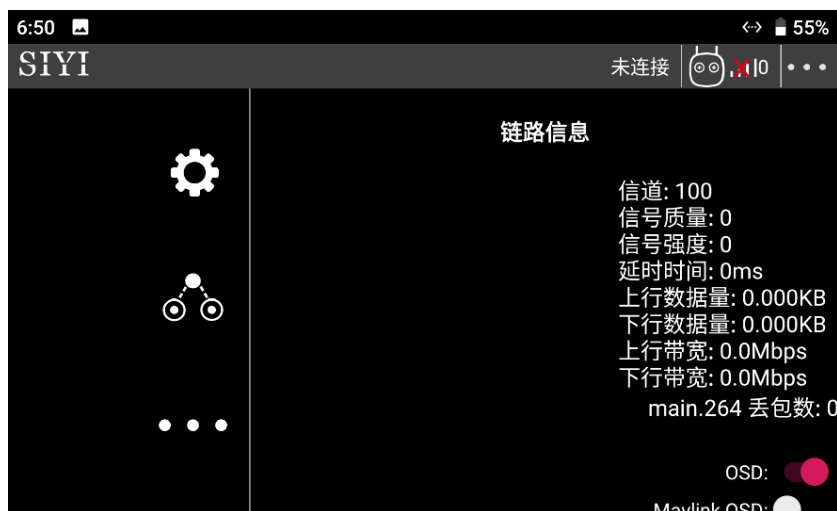 6:50 55%
SIYI 未连接 0
链路信息
信道: 100
信号质量: 0
信号强度: 0
延时时间: 0ms
上行数据量: 0.000KB
下行数据量: 0.000KB
上行带宽: 0.0Mbps
下行带宽: 0.0Mbps
main.264 丢包数: 0
OSD:
Mavlink OSD: